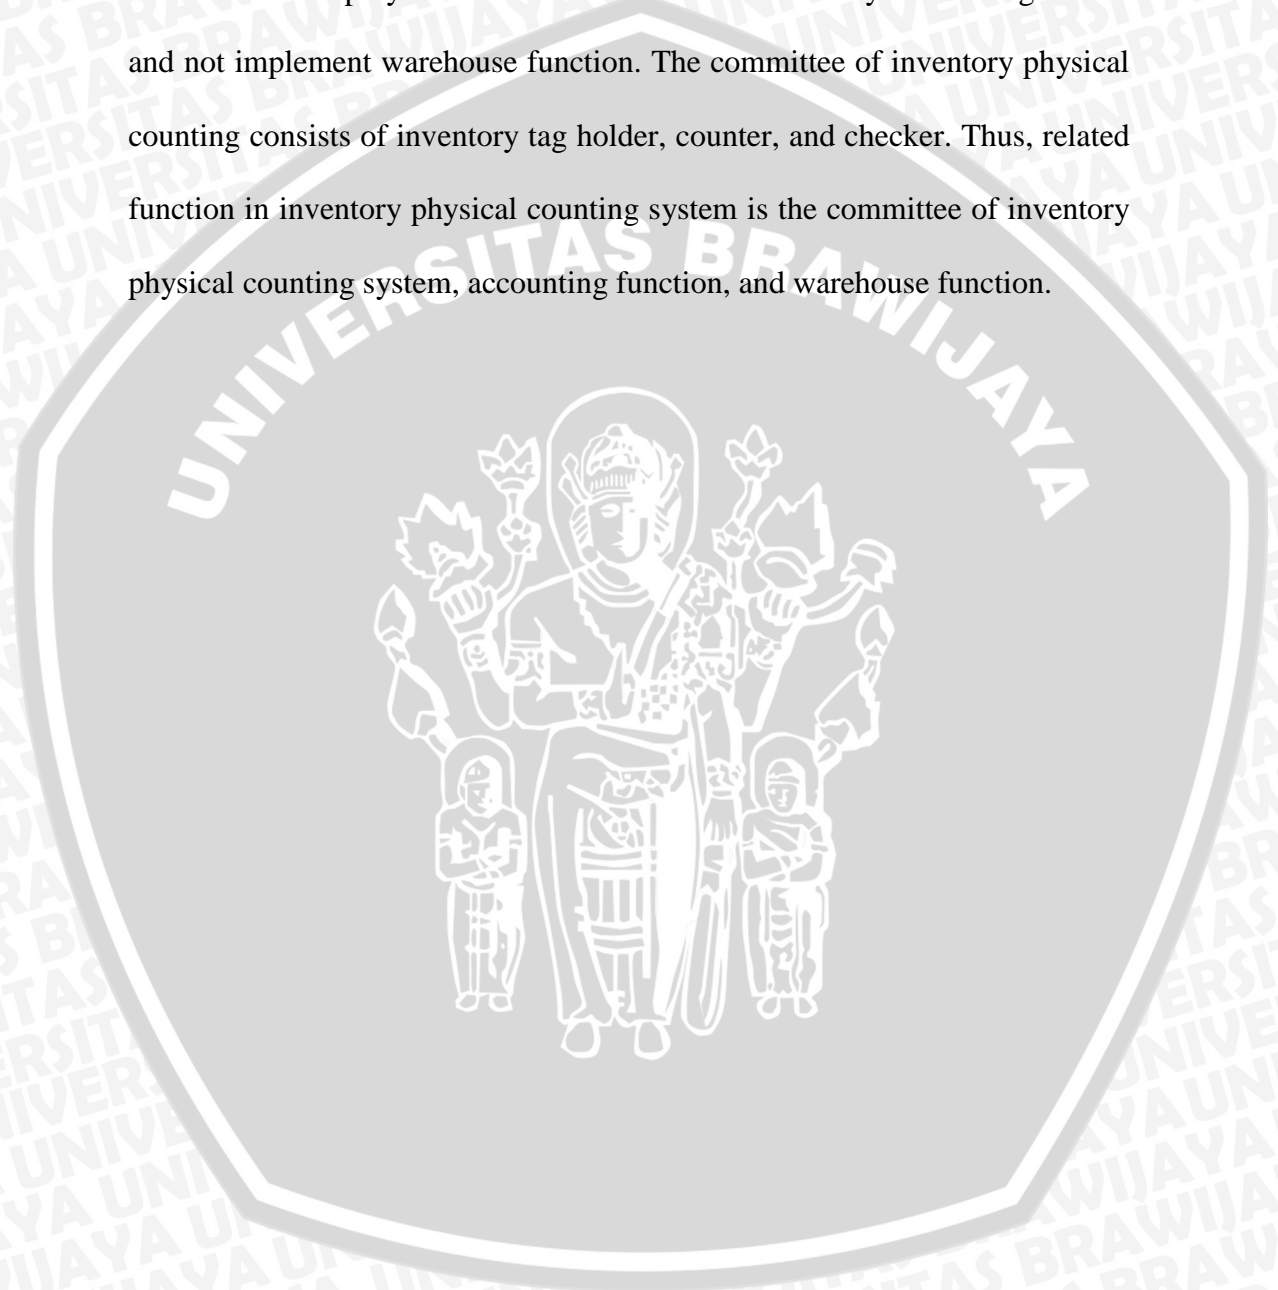 and not implement warehouse function. The committee of inventory physical
counting consists of inventory tag holder, counter, and checker. Thus, related
function in inventory physical counting system is the committee of inventory
physical counting system, accounting function, and warehouse function.
UNIVERSITAS BRAWIJAYA